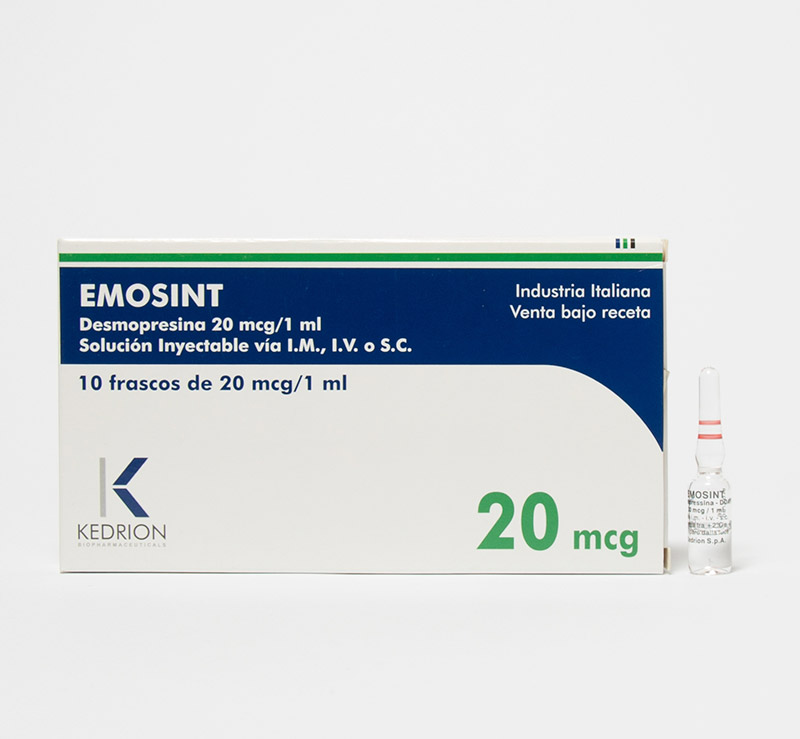 EMOSINT
Desmopresina 20 mcg/1 ml
Solución Inyectable vía I.M., I.V. o S.C.
Industria Italiana
Venta bajo receta
10 frascos de 20 mcg/1 ml
KEDRION
BIOPHARMACEUTICALS
20 mcg
EMOSINT
20 mcg / 1 ml
Kedrion S.p.A.